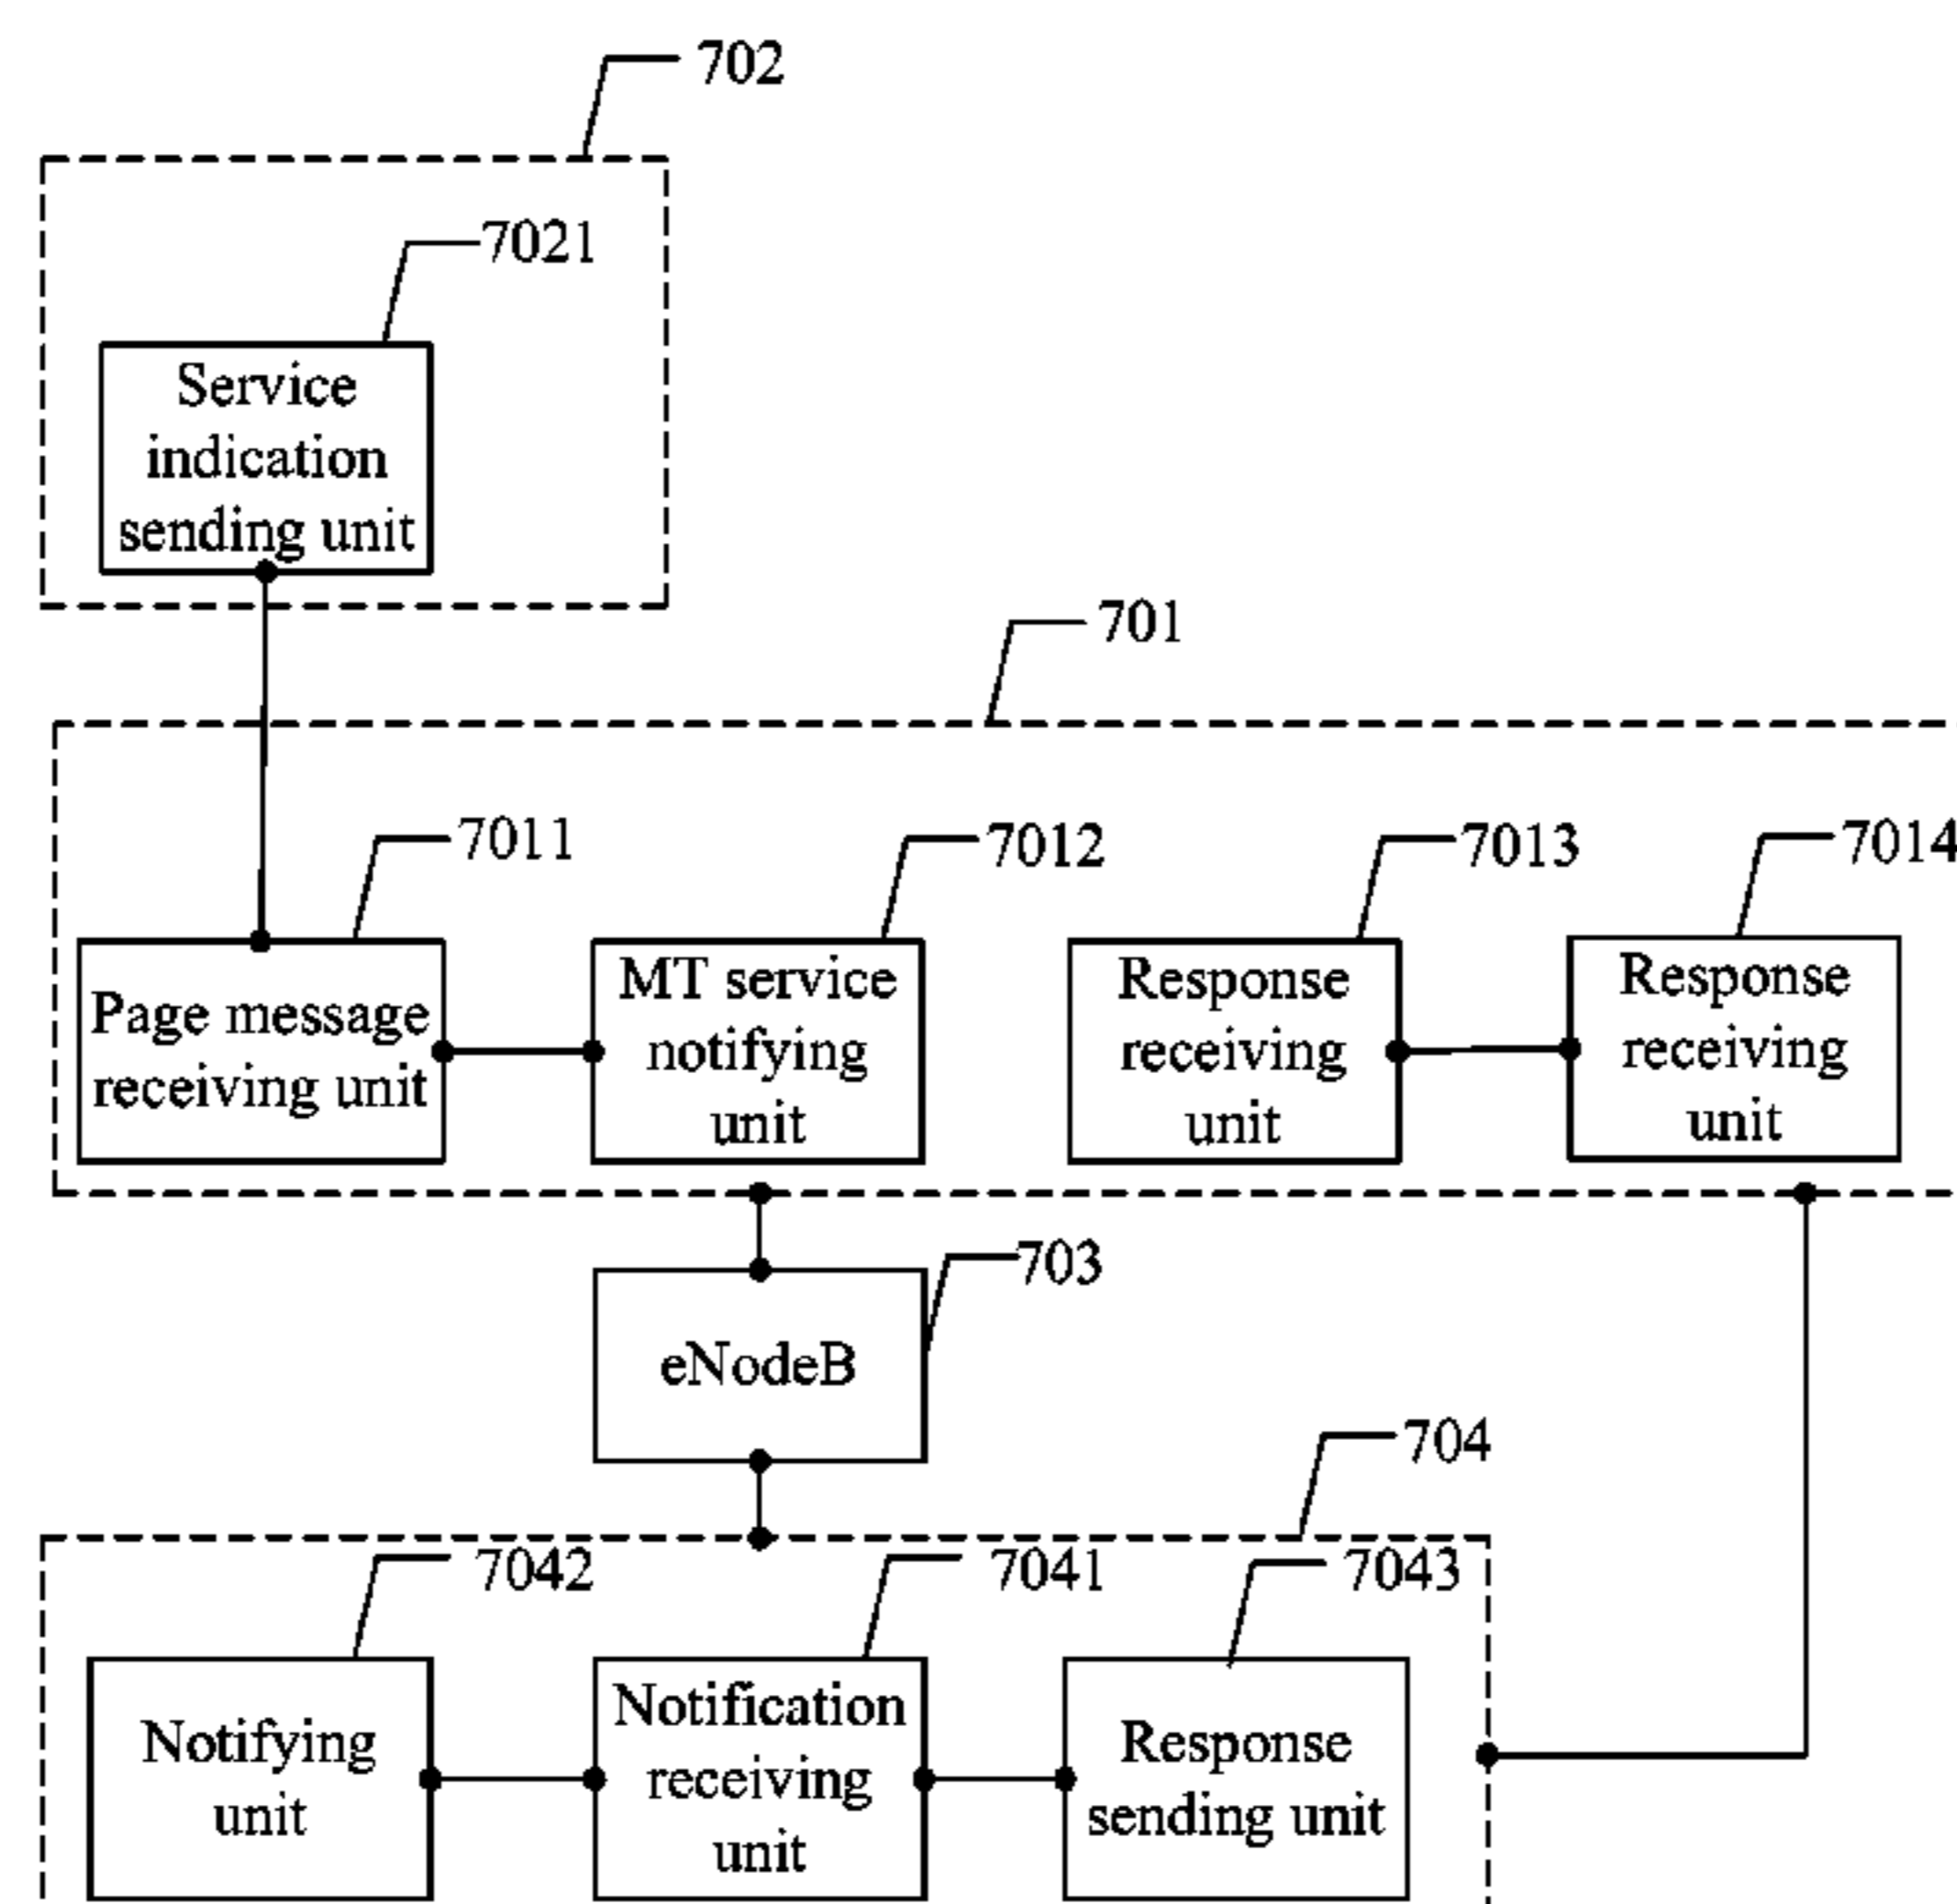 702
7021
Service
indication
sending unit
701
7011
7012
7013
7014
Page message
receiving unit
MT service
notifying
unit
Response
receiving
unit
Response
receiving
unit
703
eNodeB
704
7042
7041
7043
Notifying
unit
Notification
receiving
unit
Response
sending unit